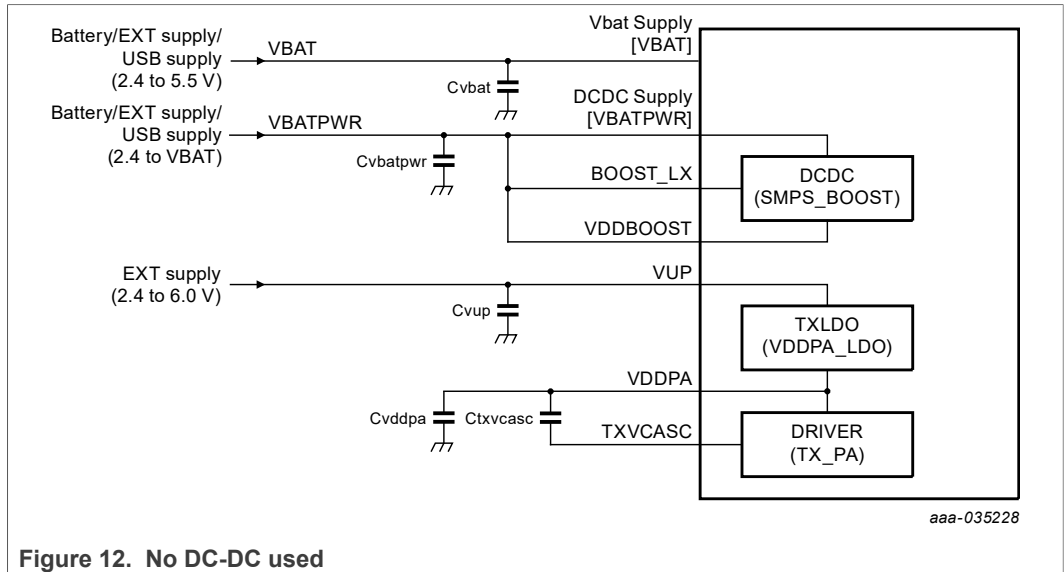 Battery/EXT supply/
USB supply
(2.4 to 5.5 V)
VBAT
Cvbat
Vbat Supply
[VBAT]
Battery/EXT supply/
USB supply
(2.4 to VBAT)
VBATPWR
Cvbatpwr
DCDC Supply
[VBATPWR]
BOOST_LX
VDDBOOST
DCDC
(SMPS_BOOST)
EXT supply
(2.4 to 6.0 V)
Cvup
VUP
TXLDO
(VDDPA_LDO)
VDDPA
Cvddpa
Ctxvcasc
TXVCASC
DRIVER
(TX_PA)
aaa-035228
Figure 12. No DC-DC used